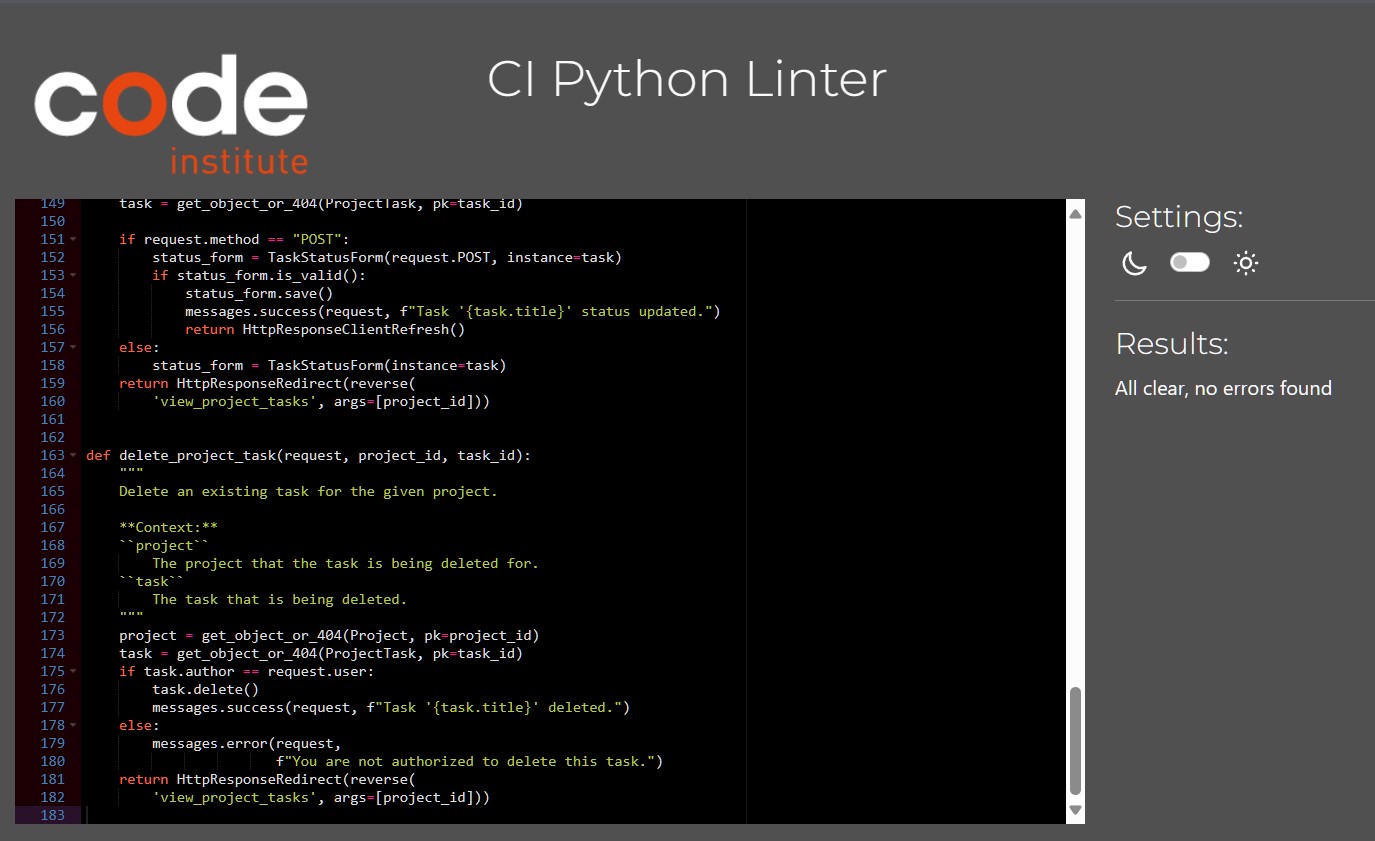 code
institute
CI Python Linter
149 task = get_object_or_404(ProjectTask, pk=task_id)
150
151 if request.method == "POST":
152 status_form = TaskStatusForm(request.POST, instance=task)
153 if status_form.is_valid():
154 status_form.save()
155 messages.success(request, f"Task '{task.title}' status updated.")
156 return HttpResponseClientRefresh()
157 else:
158 status_form = TaskStatusForm(instance=task)
159 return HttpResponseRedirect(reverse(
160 'view_project_tasks', args=[project_id]))
161
162
163 def delete_project_task(request, project_id, task_id):
164 """
165 Delete an existing task for the given project.
166
167 **Context:**
168 ``project``
169 The project that the task is being deleted for.
170 ``task``
171 The task that is being deleted.
172 """
173 project = get_object_or_404(Project, pk=project_id)
174 task = get_object_or_404(ProjectTask, pk=task_id)
175 if task.author == request.user:
176 task.delete()
177 messages.success(request, f"Task '{task.title}' deleted.")
178 else:
179 messages.error(request,
180 f"You are not authorized to delete this task.")
181 return HttpResponseRedirect(reverse(
182 'view_project_tasks', args=[project_id]))
183
Settings:
Results:
All clear, no errors found